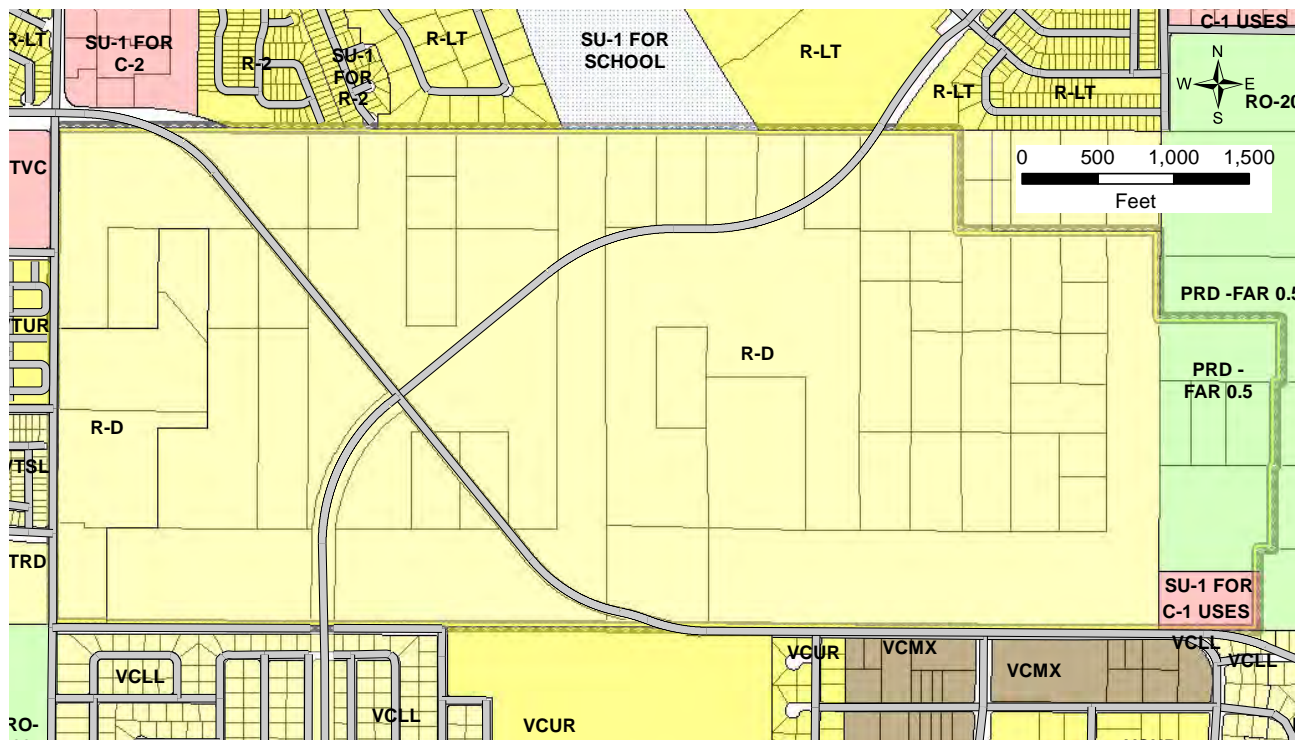 C-1 USES
R-LT
SU-1 FOR
C-2
R-2
SU-1
FOR
R-2
R-LT
SU-1 FOR
SCHOOL
R-LT
R-LT
R-LT
N
W E
S
RO-20
0 500 1,000 1,500
Feet
TVC
PRD -FAR 0.5
TUR
R-D
PRD -
FAR 0.5
R-D
TSL
TRD
SU-1 FOR
C-1 USES
VCLL
VCLL
VCUR
VCMX
VCMX
VCLL
VCLL
VCUR
RO-